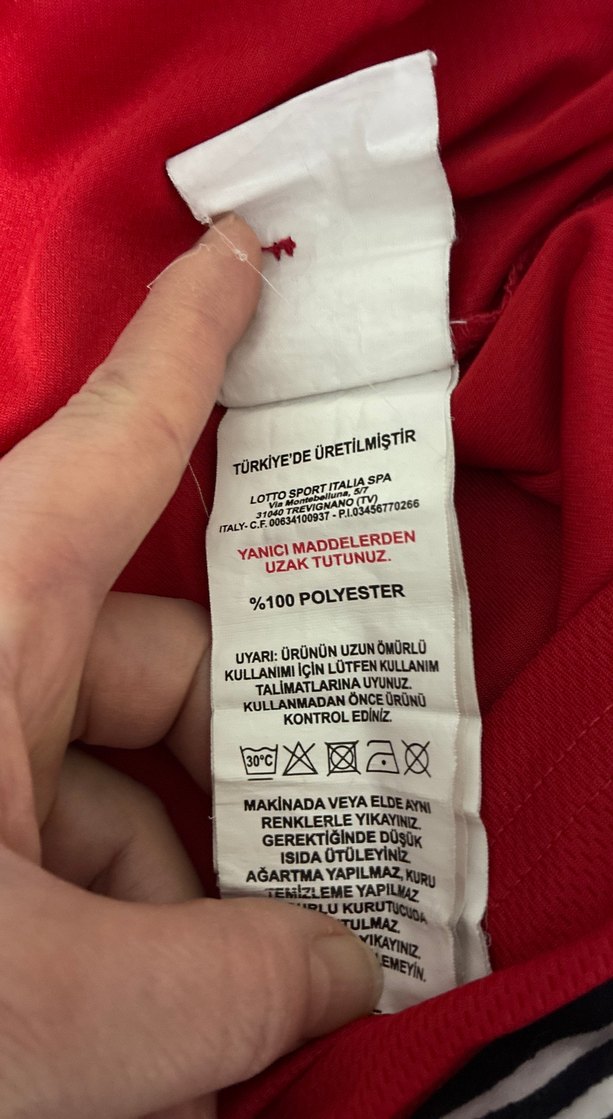 TÜRKİYE'DE ÜRETİLMİŞTİR
LOTTO SPORT ITALIA SPA
Via Montebelluna, 5/7
31040 TREVIGNANO (TV)
ITALY- C.F. 00634100937 - P.I.03456770266
YANICI MADDELERDEN
UZAK TUTUNUZ.
%100 POLYESTER
UYARI: ÜRÜNÜN UZUN ÖMÜRLÜ
KULLANIMI İÇİN LÜTFEN KULLANIM
TALİMATLARINA UYUNUZ.
KULLANMADAN ÖNCE ÜRÜNÜ
KONTROL EDİNİZ.
30°C
MAKİNADA VEYA ELDE AYNI
RENKLERLE YIKAYINIZ.
GEREKTİĞİNDE DÜŞÜK
ISIDA ÜTÜLEYİNİZ
AĞARTMA YAPILMAZ, KURU
TEMİZLEME YAPILMAZ
KURUTUCUDA
YIKAYINIZ.